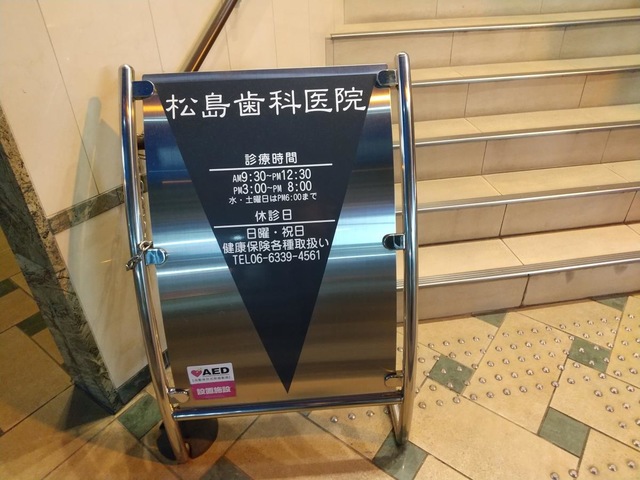 松島歯科医院
診療時間
AM9:30~PM12:30
PM3:00~PM 8:00
水・土曜日はPM6:00まで
休診日
日曜・祝日
健康保険各種取扱い
TEL06-6339-4561
AED
設置施設